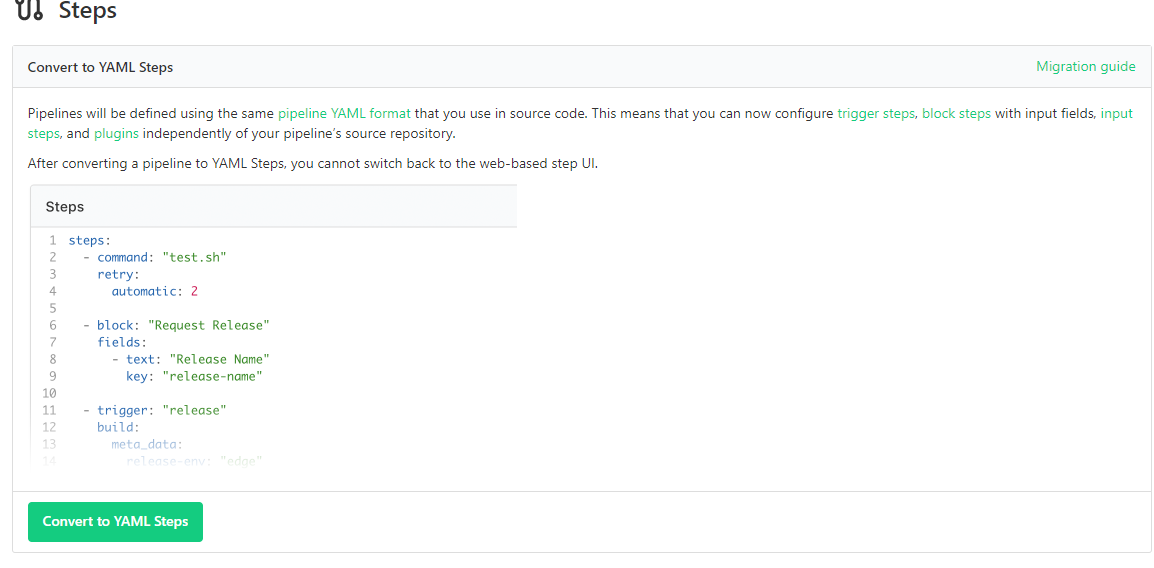 Steps
Convert to YAML Steps
Migration guide
Pipelines will be defined using the same pipeline YAML format that you use in source code. This means that you can now configure trigger steps, block steps with input fields, input
steps, and plugins independently of your pipeline's source repository.
After converting a pipeline to YAML Steps, you cannot switch back to the web-based step UI.
Steps
1 steps:
2   - command: "test.sh"
3     retry:
4       automatic: 2
5
6   - block: "Request Release"
7     fields:
8       - text: "Release Name"
9         key: "release-name"
10
11   - trigger: "release"
12     build:
13       meta_data:
14         release-env: "edge"
Convert to YAML Steps